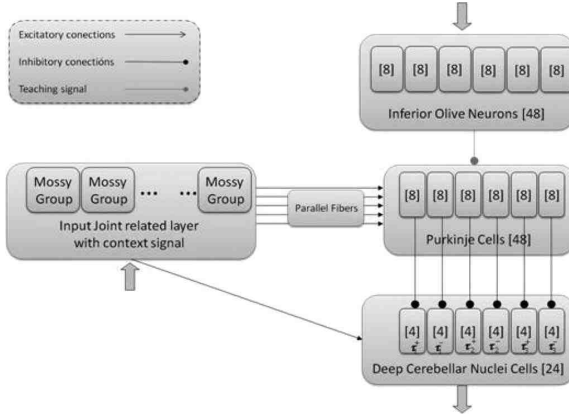 Excitatory conections
Inhibitory conections
Teaching signal
[8] [8] [8] [8] [8] [8]
Inferior Olive Neurons [48]
Mossy Group Mossy Group ... ... Mossy Group
Input Joint related layer
with context signal
Parallel Fibers
[8] [8] [8] [8] [8] [8]
Purkinje Cells [48]
[4] [4] [4] [4] [4] [4]
Deep Cerebellar Nuclei Cells [24]